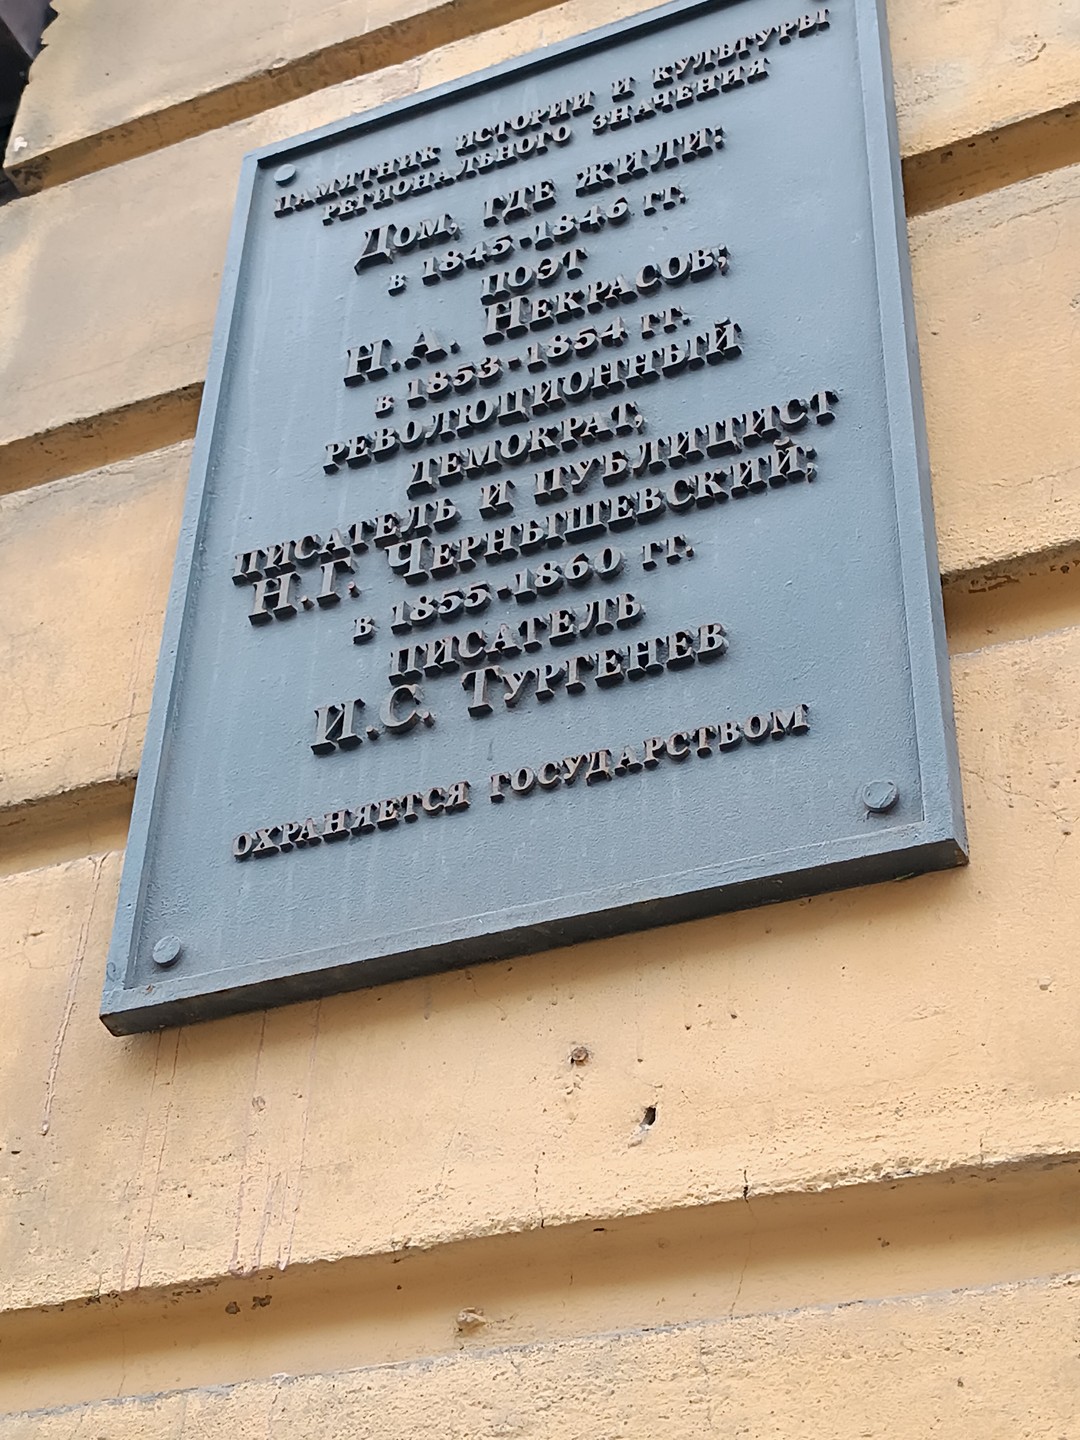 ПАМЯТНИК ИСТОРИИ И КУЛЬТУРЫ
РЕГИОНАЛЬНОГО ЗНАЧЕНИЯ
ДОМ, ГДЕ ЖИЛИ:
В 1845-1846 ГГ.
ПОЭТ
Н.А. НЕКРАСОВ;
В 1853-1854 ГГ.
РЕВОЛЮЦИОННЫЙ
ДЕМОКРАТ,
ПИСАТЕЛЬ И ПУБЛИЦИСТ
Н.Г. ЧЕРНЫШЕВСКИЙ;
В 1855-1860 ГГ.
ПИСАТЕЛЬ
И.С. ТУРГЕНЕВ
ОХРАНЯЕТСЯ ГОСУДАРСТВОМ